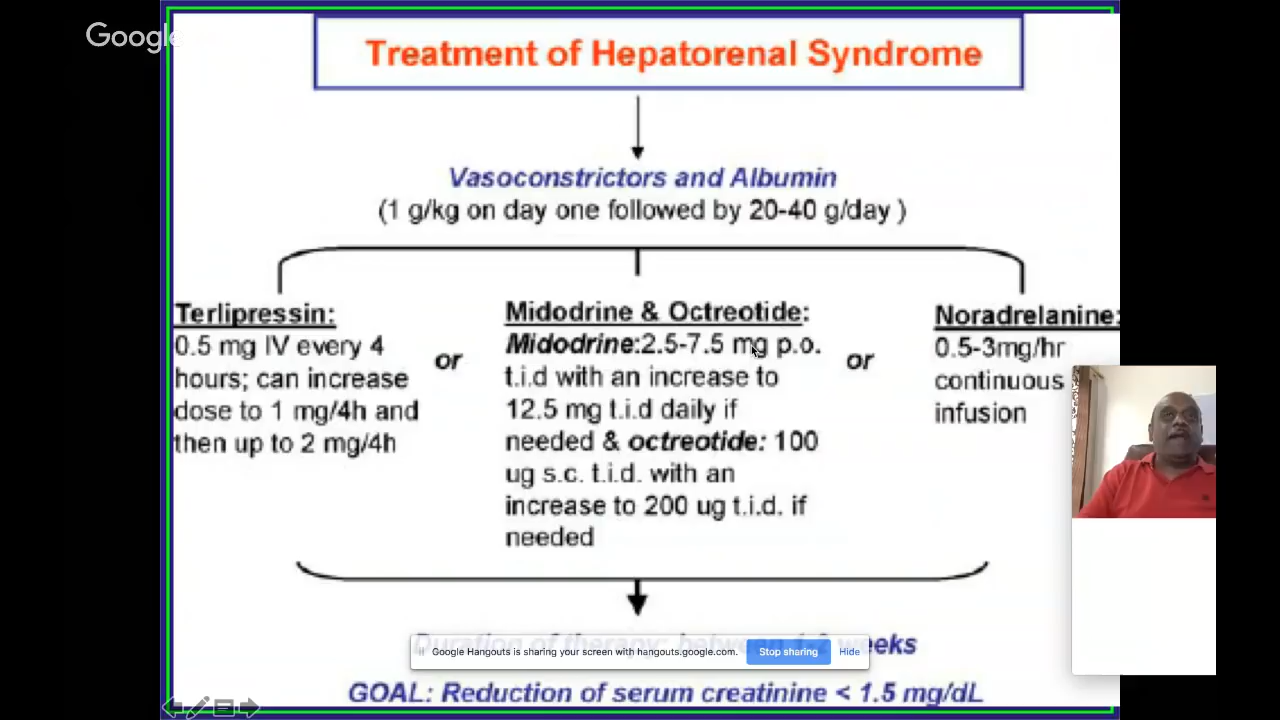 Google
Treatment of Hepatorenal Syndrome
Vasoconstrictors and Albumin
(1 g/kg on day one followed by 20-40 g/day )
Terlipressin:
0.5 mg IV every 4
hours; can increase
dose to 1 mg/4h and
then up to 2 mg/4h
or
Midodrine & Octreotide:
Midodrine:2.5-7.5 mg p.o.
t.i.d with an increase to
12.5 mg t.i.d daily if
needed & octreotide: 100
ug s.c. t.i.d. with an
increase to 200 ug t.i.d. if
needed
or
Noradrelanine:
0.5-3mg/hr
continuous
infusion
Duration of therapy: between 1-2 weeks
Google Hangouts is sharing your screen with hangouts.google.com.
Stop sharing
Hide
GOAL: Reduction of serum creatinine < 1.5 mg/dL